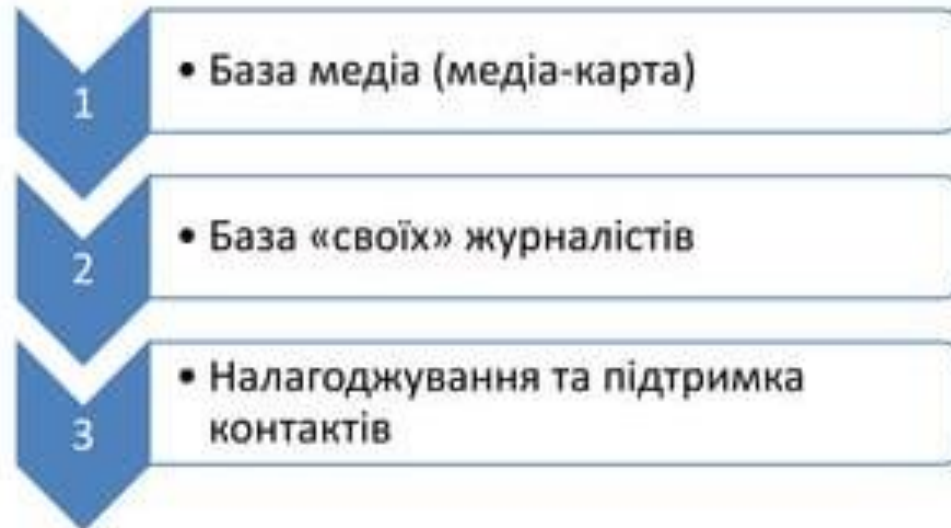 1
• База медіа (медіа-карта)
2
• База «своїх» журналістів
3
• Налагоджування та підтримка
контактів